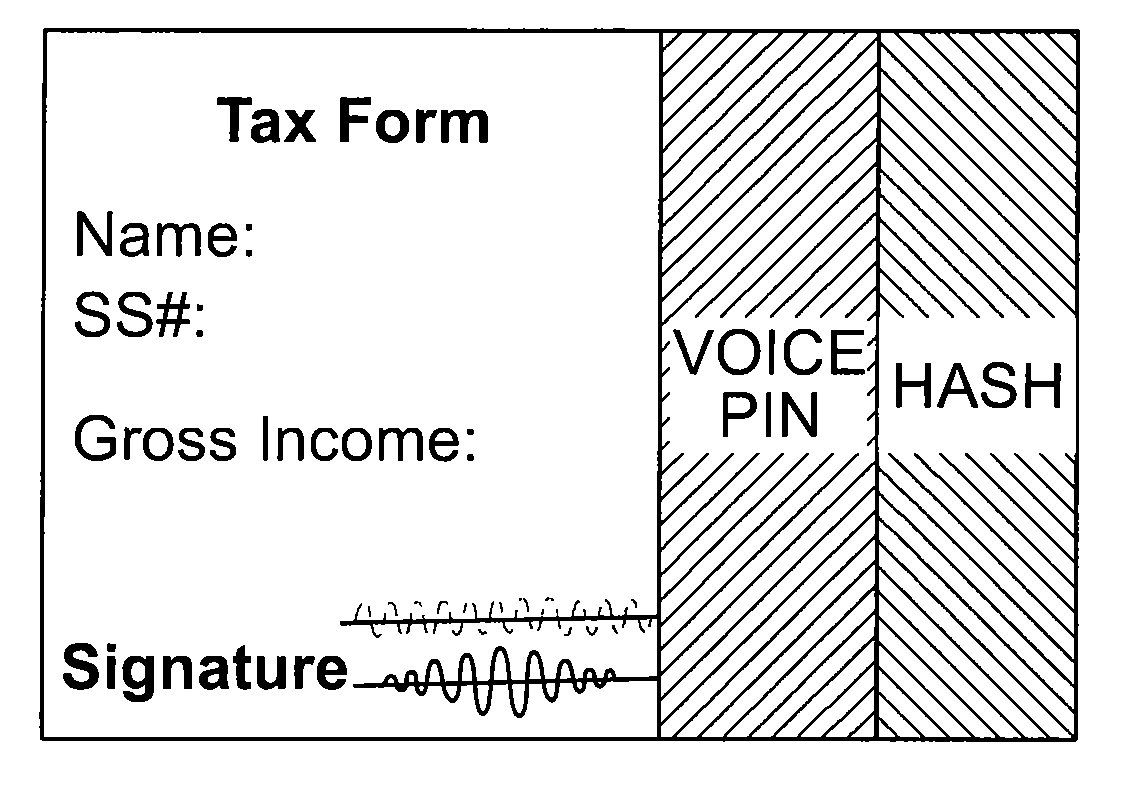 Tax Form
Name:
SS#:
Gross Income:
Signature
VOICE
PIN
HASH